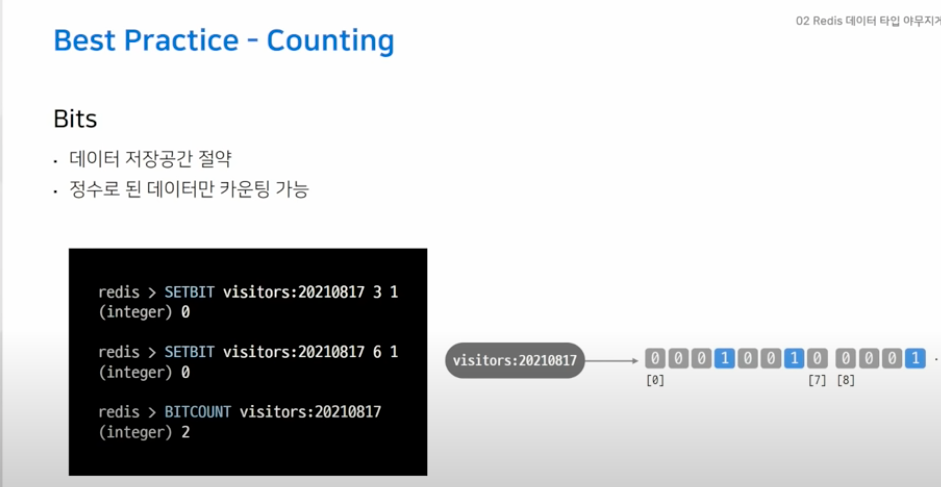 02 Redis 데이터 타입 야무지게
Best Practice - Counting
Bits
· 데이터 저장공간 절약
· 정수로 된 데이터만 카운팅 가능
redis > SETBIT visitors:20210817 3 1
(integer) 0
redis > SETBIT visitors:20210817 6 1
(integer) 0
redis > BITCOUNT visitors:20210817
(integer) 2
visitors:20210817
0 0 0 1 0 0 1 0 0 0 0 1 ·
[0] [7] [8]